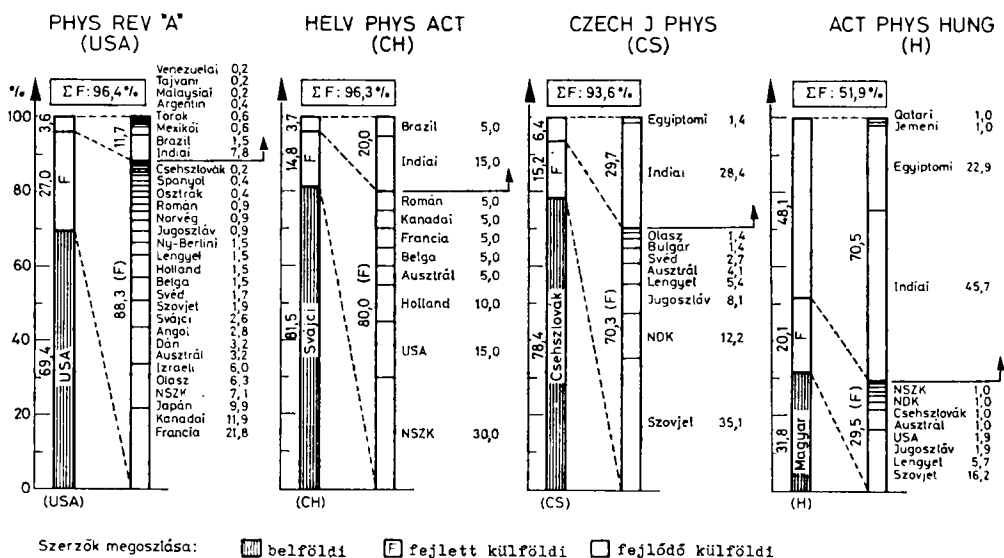 PHYS REV "A"
(USA)
‰
ΣF: 96,4‰
100
80
60
40
20
0
3,6
27,0
69,4
F
USA
11,7
88,3 (F)
Venezuelai 0,2
Tajvani 0,2
Malaysiai 0,2
Argentin 0,4
Török 0,6
Mexikói 0,6
Brazil 1,5
Indiai 7,8
Csehszlovák 0,2
Spanyol 0,4
Osztrák 0,4
Román 0,9
Norvég 0,9
Jugoszláv 0,9
Ny-Berlini 1,5
Lengyel 1,5
Holland 1,5
Belga 1,5
Svéd 1,7
Szovjet 1,9
Svájci 2,6
Angol 2,8
Dán 3,2
Ausztrál 3,2
Izraeli 6,0
Olasz 6,3
NSZK 7,1
Japán 9,9
Kanadai 11,9
Francia 21,8
(USA)
HELV PHYS ACT
(CH)
ΣF: 96,3‰
3,7
14,8
81,5
F
Svájci
20,0
80,0 (F)
Brazil 5,0
Indiai 15,0
Román 5,0
Kanadai 5,0
Francia 5,0
Belga 5,0
Ausztrál 5,0
Holland 10,0
USA 15,0
NSZK 30,0
(CH)
CZECH J PHYS
(CS)
ΣF: 93,6‰
6,4
15,2
78,4
F
Csehszlovák
29,7
70,3 (F)
Egyiptomi 1,4
Indiai 28,4
Olasz 1,4
Bulgár 1,4
Svéd 2,7
Ausztrál 4,1
Lengyel 5,4
Jugoszláv 8,1
NDK 12,2
Szovjet 35,1
(CS)
ACT PHYS HUNG
(H)
ΣF: 51,9‰
48,1
20,1
31,8
F
Magyar
70,5
29,5 (F)
Qatari 1,0
Jemeni 1,0
Egyiptomi 22,9
Indiai 45,7
NSZK 1,0
NDK 1,0
Csehszlovák 1,0
Ausztrál 1,0
USA 1,9
Jugoszláv 1,9
Lengyel 5,7
Szovjet 16,2
(H)
Szerzők megoszlása: belföldi F fejlett külföldi fejlődő külföldi